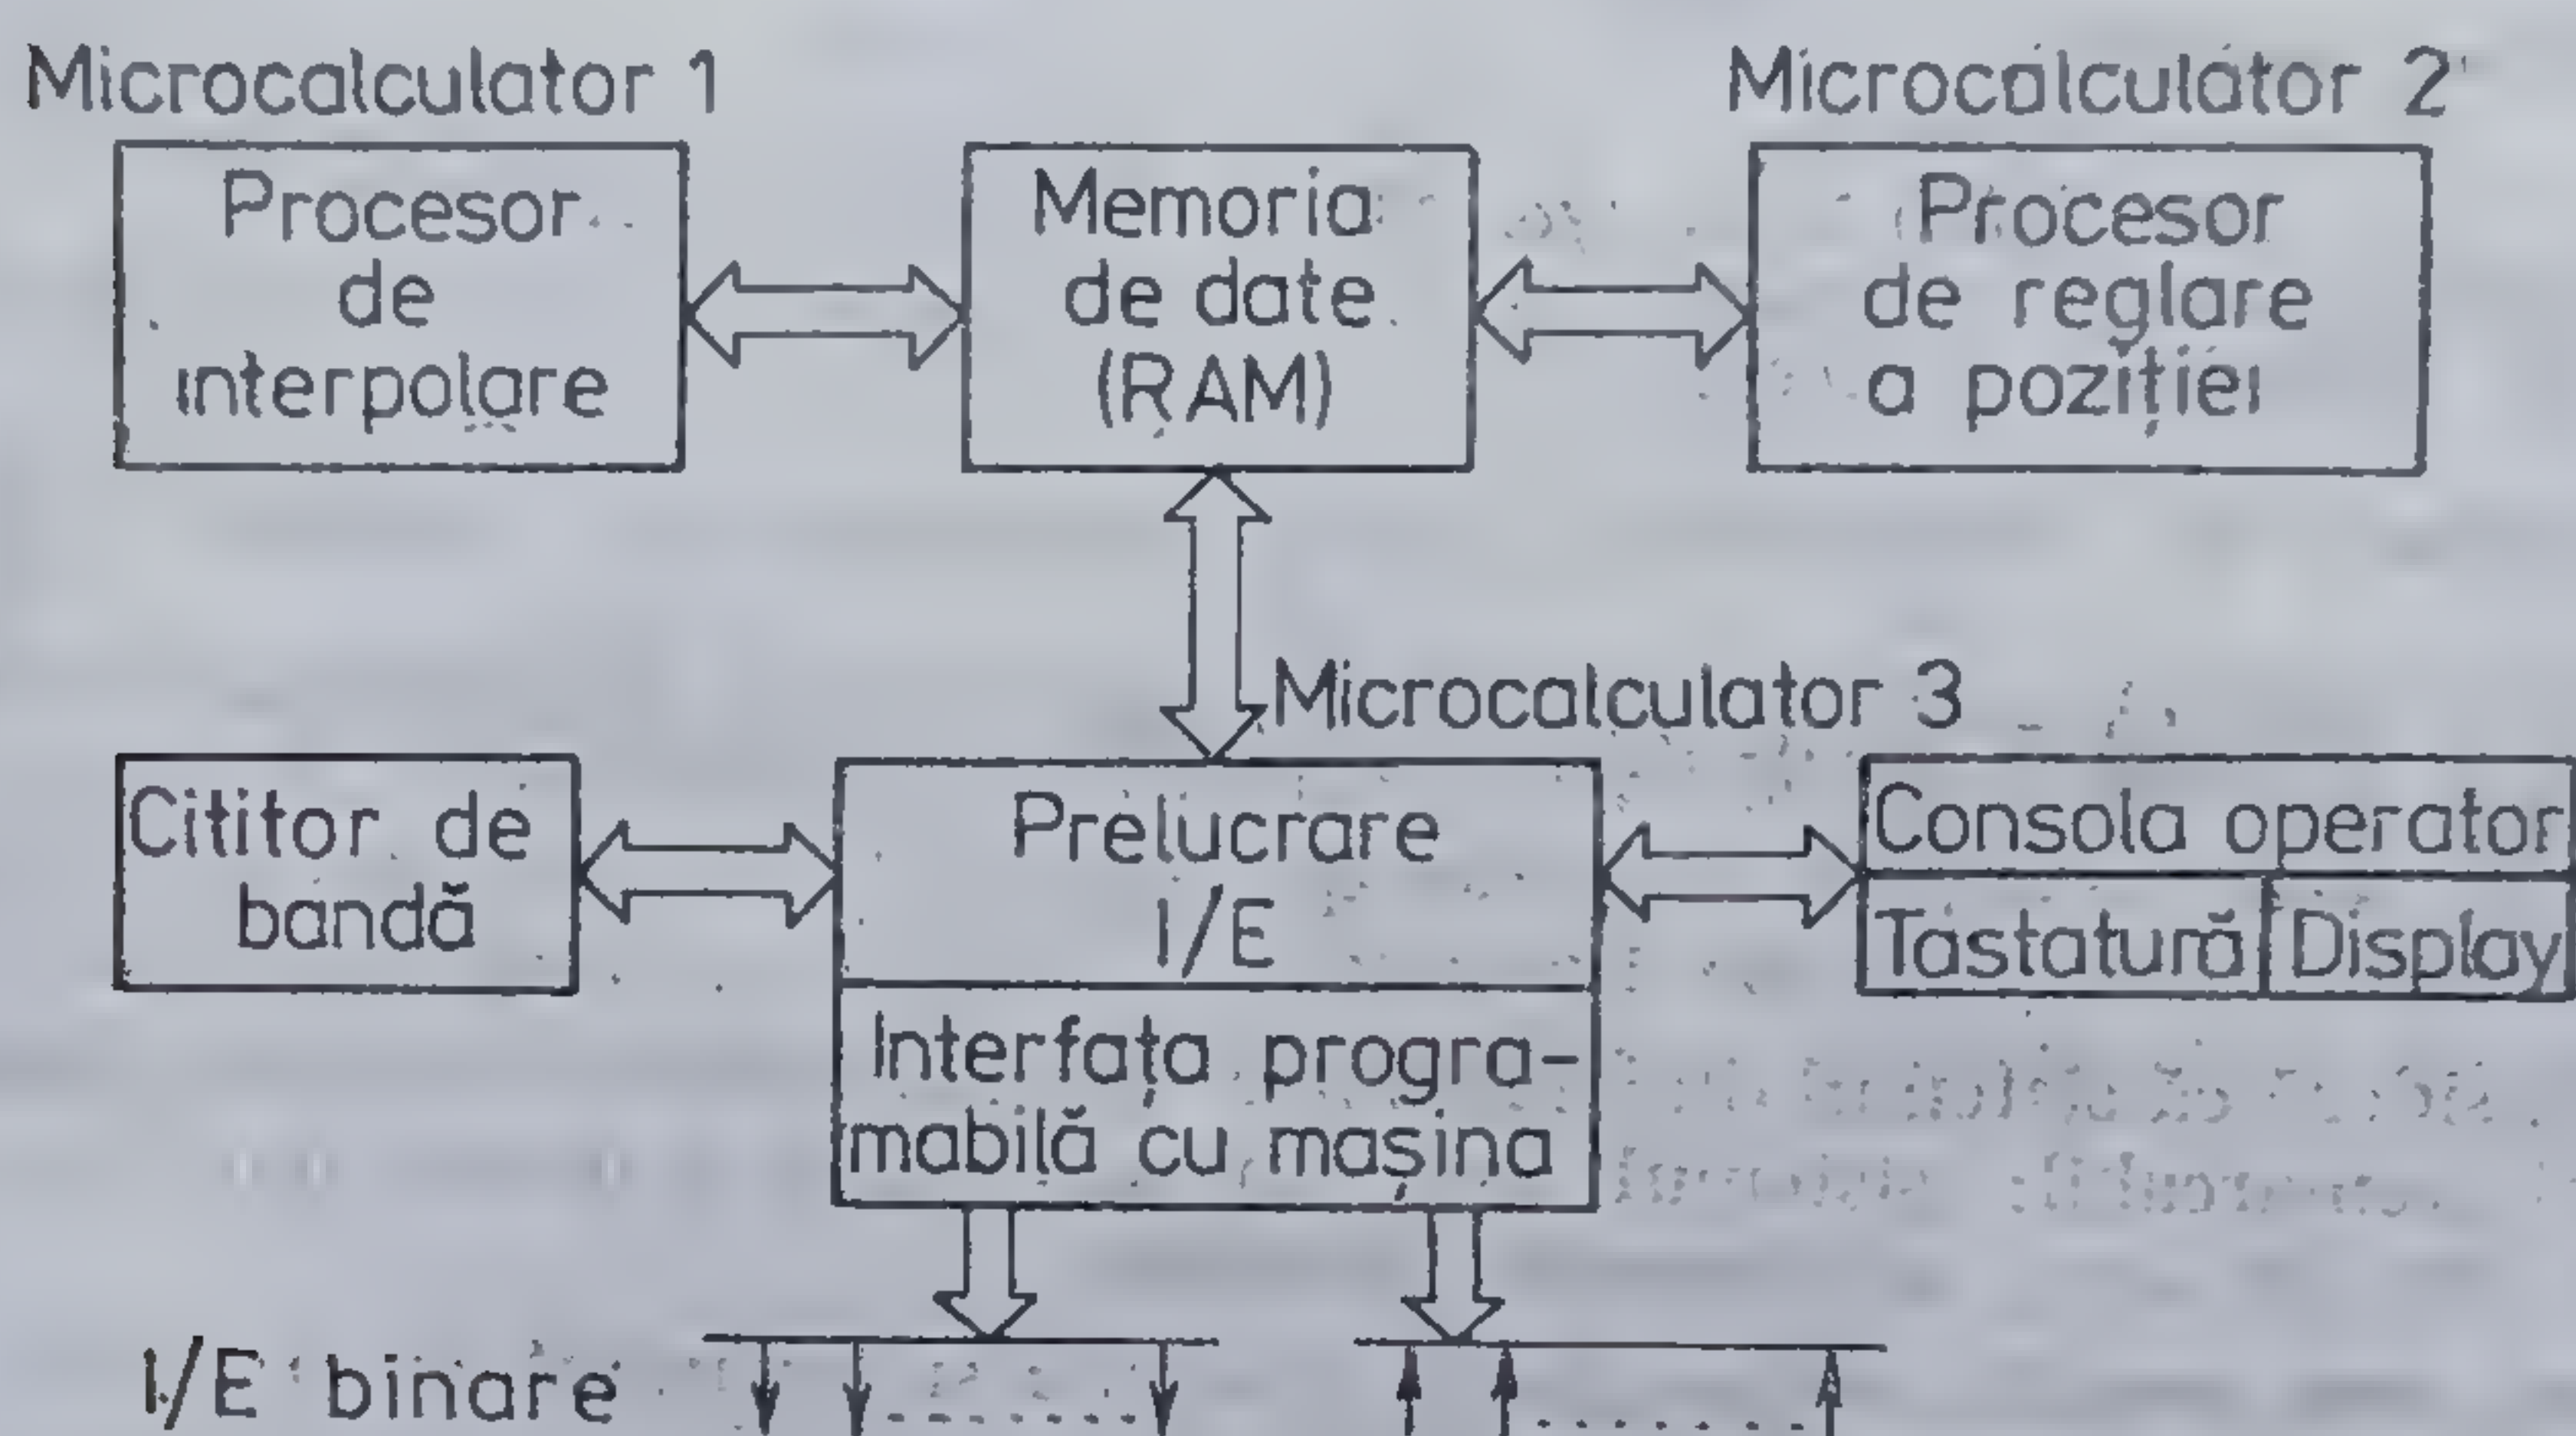 Microcalculator 1
Microcalculator 2
Procesor
de
interpolare
Memoria
de date
(RAM)
Procesor
de reglare
a poziției
Microcalculator 3
Cititor de
bandă
Prelucrare
I/E
Interfața progra-
mabilă cu mașina
Consola operator
Tastatură
Display
I/E binare